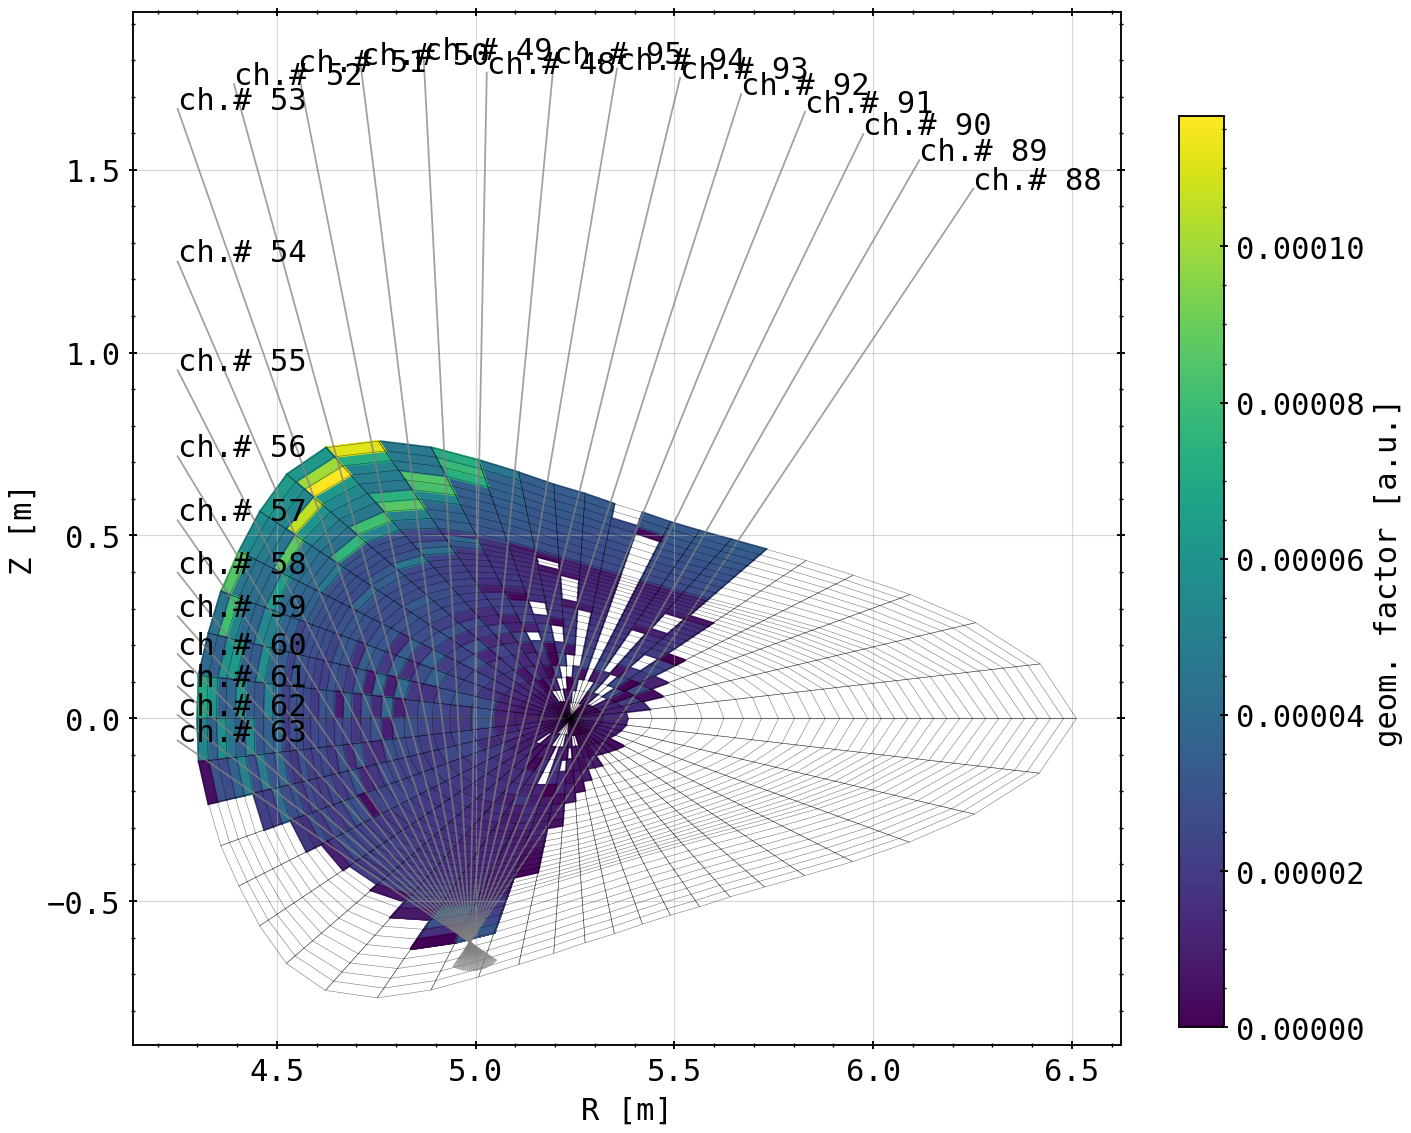 ch.# 49
ch.# 50
ch.# 51
ch.# 52
ch.# 53
ch.# 48
ch.# 95
ch.# 94
ch.# 93
ch.# 92
ch.# 91
ch.# 90
ch.# 89
ch.# 88
ch.# 54
ch.# 55
ch.# 56
ch.# 57
ch.# 58
ch.# 59
ch.# 60
ch.# 61
ch.# 62
ch.# 63
1.5
1.0
0.5
0.0
−0.5
Z [m]
4.5 5.0 5.5 6.0 6.5
R [m]
0.00010
0.00008
0.00006
0.00004
0.00002
0.00000
geom. factor [a.u.]